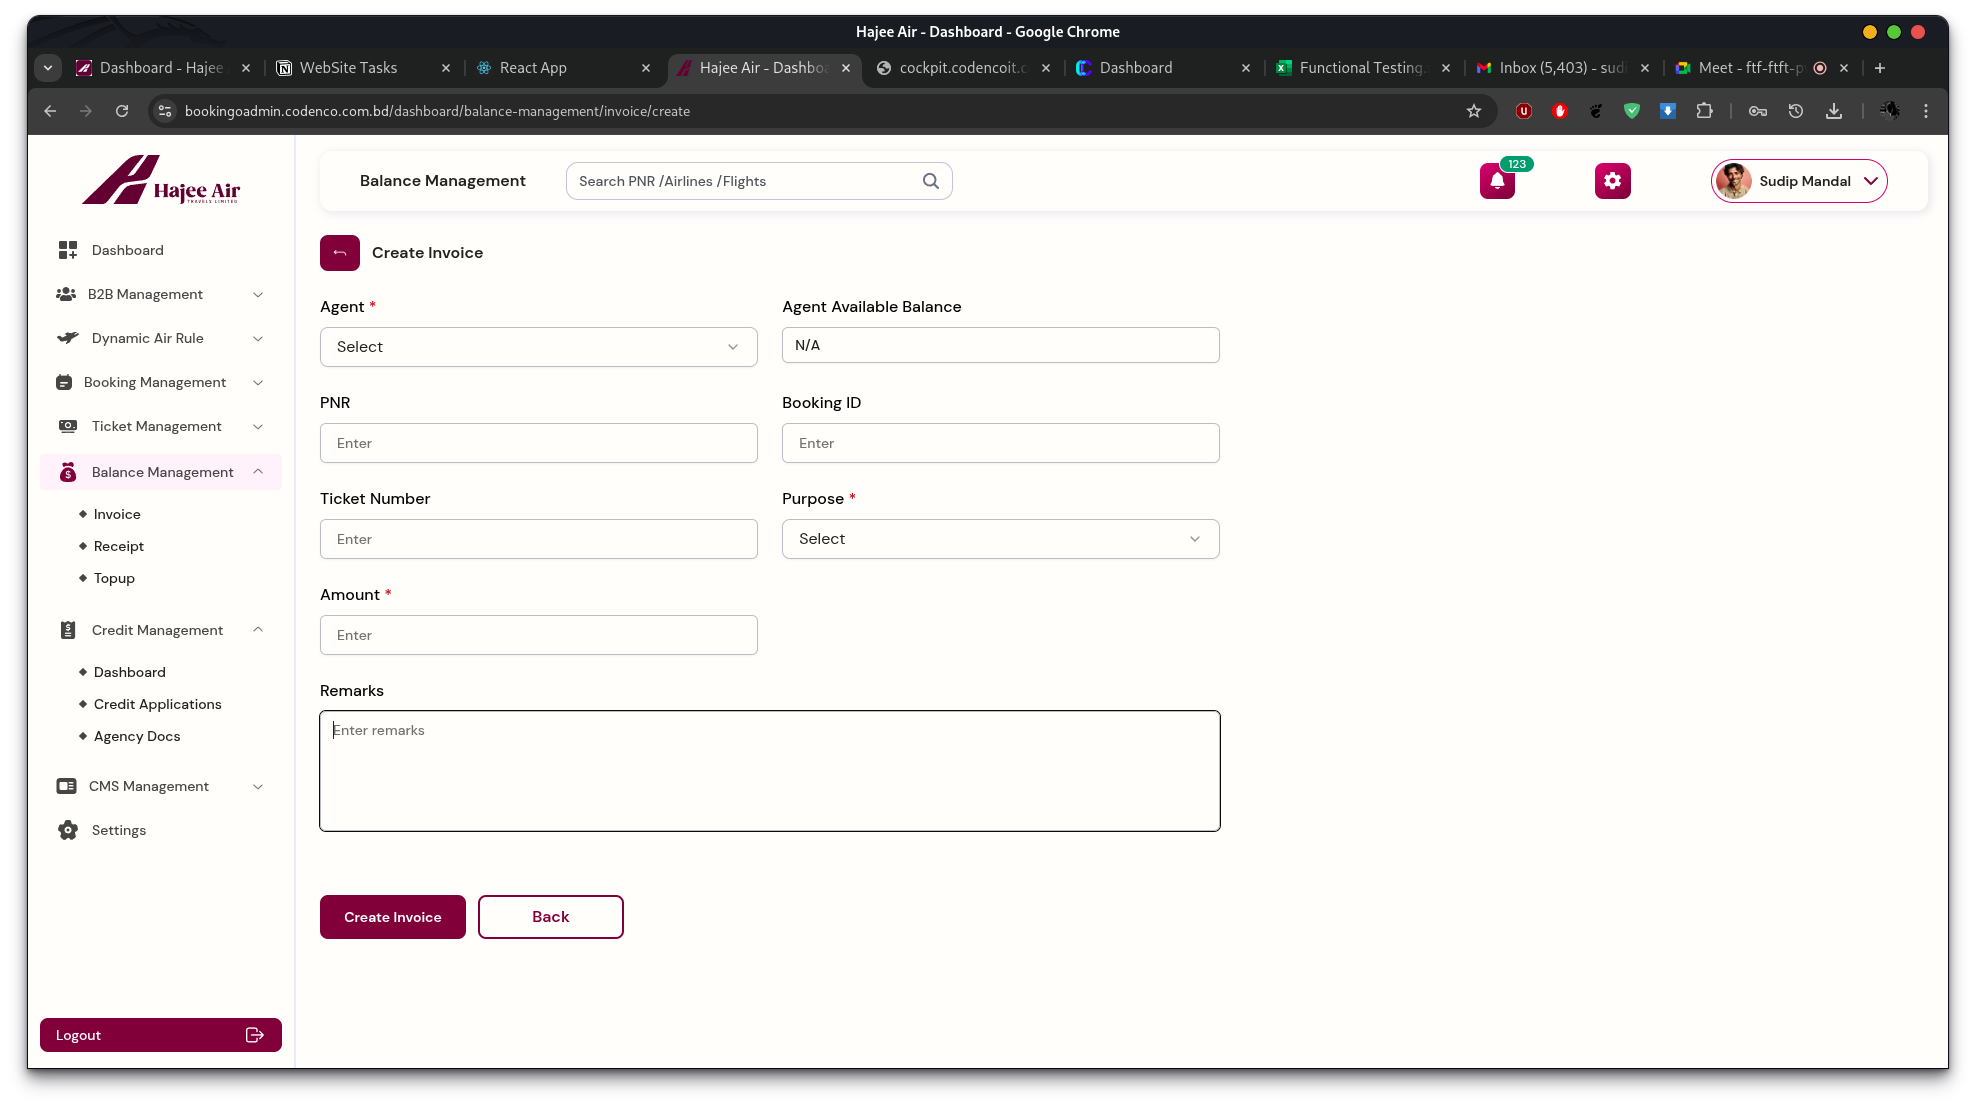 Hajee Air - Dashboard - Google Chrome
Dashboard - Hajee
WebSite Tasks
React App
Hajee Air - Dashboa
cockpit.codencoit.c
Dashboard
Functional Testing.
Inbox (5,403) - sudi
Meet - ftf-ftft-p
bookingoadmin.codenco.com.bd/dashboard/balance-management/invoice/create
Hajee Air
TRAVELS LIMITED
Balance Management
Search PNR /Airlines /Flights
123
Sudip Mandal
Dashboard
B2B Management
Dynamic Air Rule
Booking Management
Ticket Management
Balance Management
Invoice
Receipt
Topup
Credit Management
Dashboard
Credit Applications
Agency Docs
CMS Management
Settings
Logout
Create Invoice
Agent *
Select
Agent Available Balance
N/A
PNR
Enter
Booking ID
Enter
Ticket Number
Enter
Purpose *
Select
Amount *
Enter
Remarks
Enter remarks
Create Invoice
Back